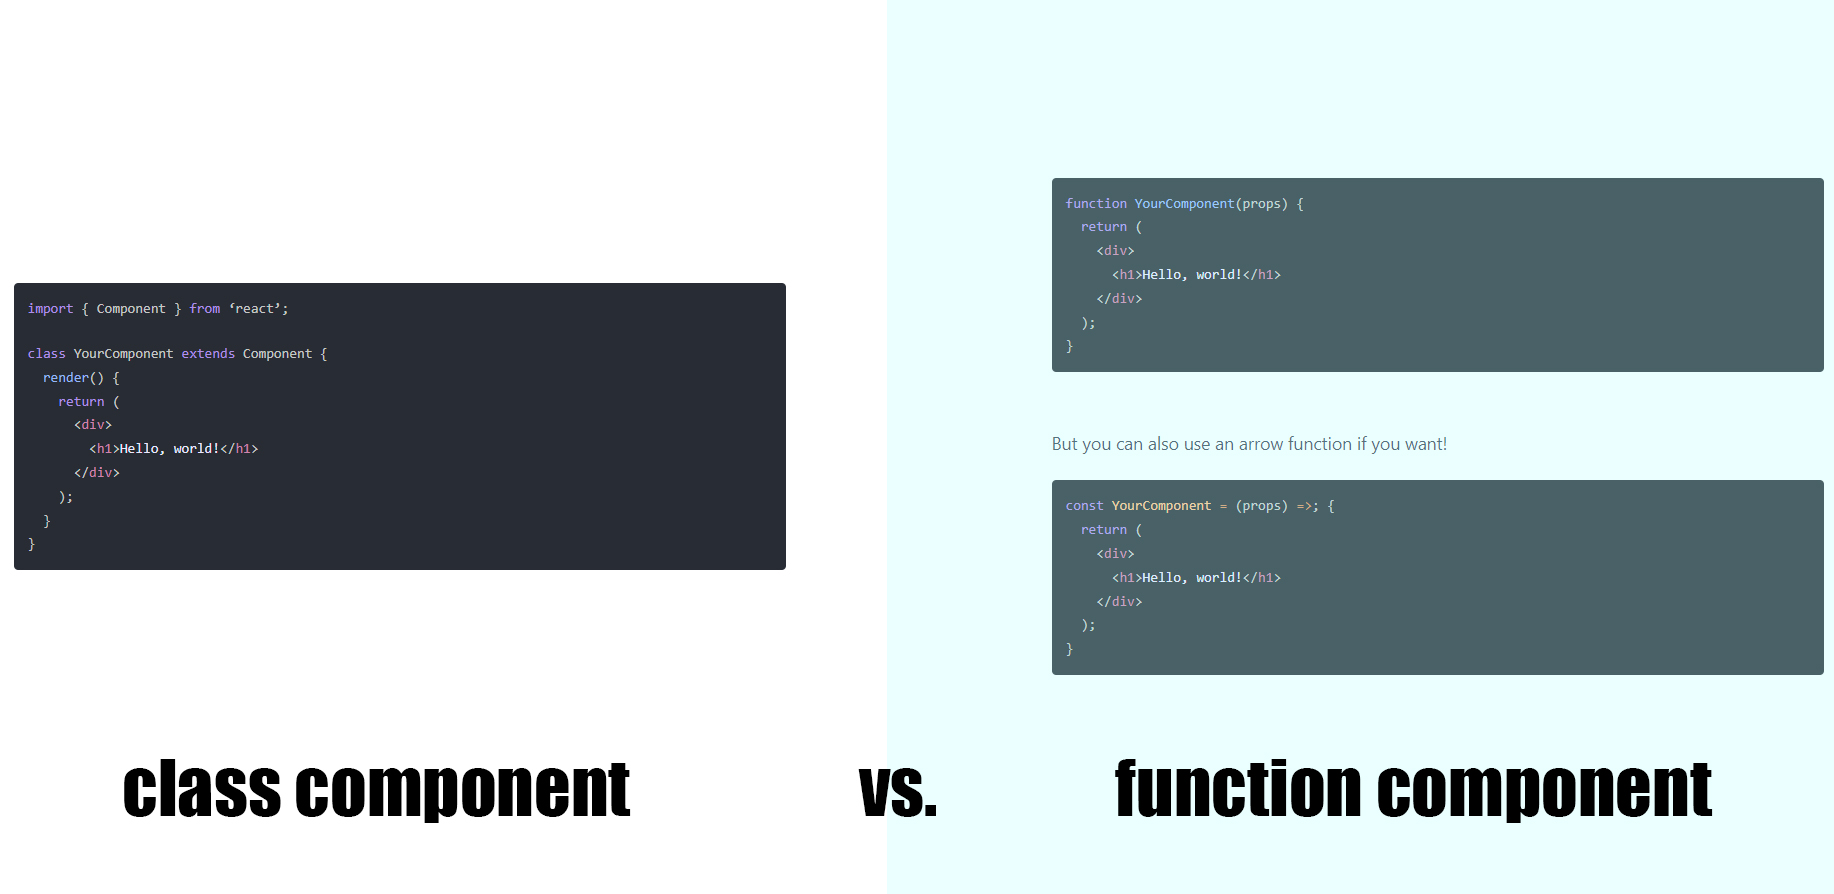 import { Component } from ‘react’;
class YourComponent extends Component {
  render() {
    return (
      <div>
        <h1>Hello, world!</h1>
      </div>
    );
  }
}
function YourComponent(props) {
  return (
    <div>
      <h1>Hello, world!</h1>
    </div>
  );
}
But you can also use an arrow function if you want!
const YourComponent = (props) =>; {
  return (
    <div>
      <h1>Hello, world!</h1>
    </div>
  );
}
class component vs. function component